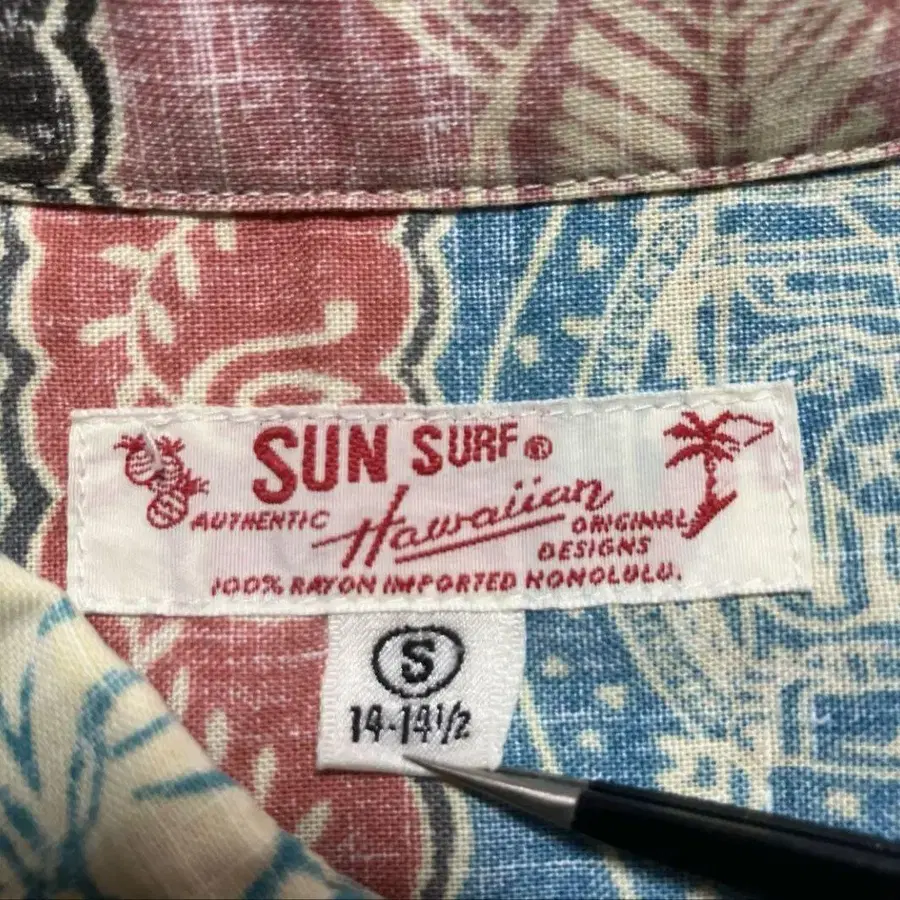 SUN SURF®
AUTHENTIC Hawaiian ORIGINAL
DESIGNS
100% RAYON IMPORTED HONOLULU.
S
14-14½